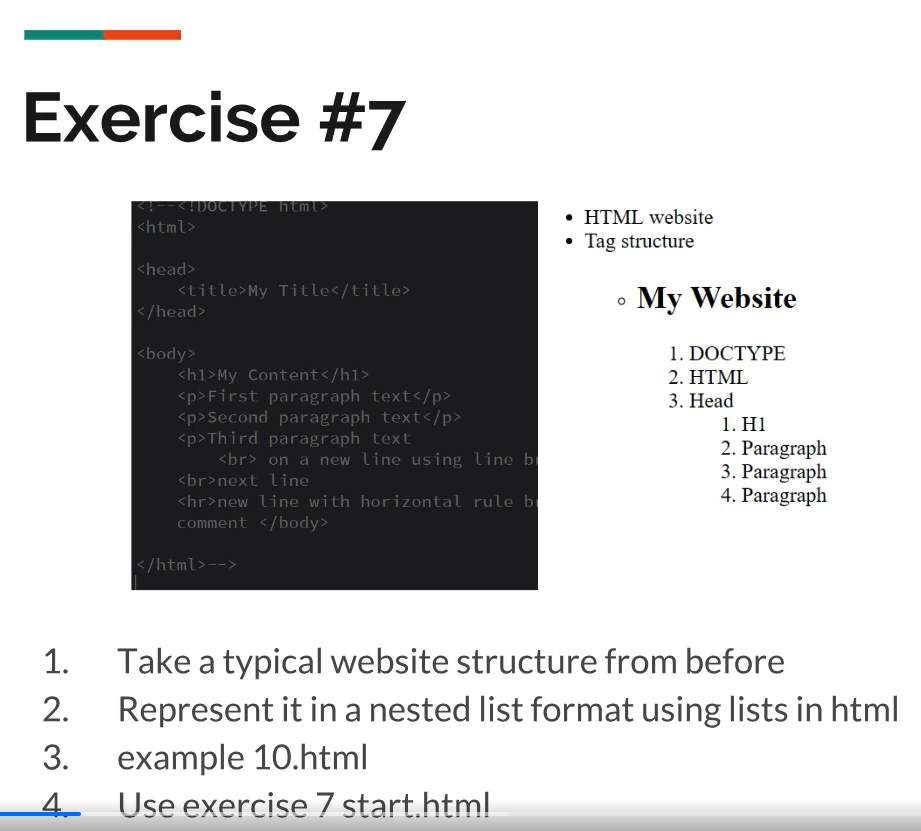 Exercise #7
<!--<!DOCTYPE html>
<html>
<head>
<title>My Title</title>
</head>
<body>
<h1>My Content</h1>
<p>First paragraph text</p>
<p>Second paragraph text</p>
<p>Third paragraph text
<br> on a new line using line
<br>next line
<hr>new line with horizontal rule
comment </body>
</html>-->
• HTML website
• Tag structure
◦ My Website
1. DOCTYPE
2. HTML
3. Head
1. H1
2. Paragraph
3. Paragraph
4. Paragraph
1. Take a typical website structure from before
2. Represent it in a nested list format using lists in html
3. example 10.html
4. Use exercise 7 start.html